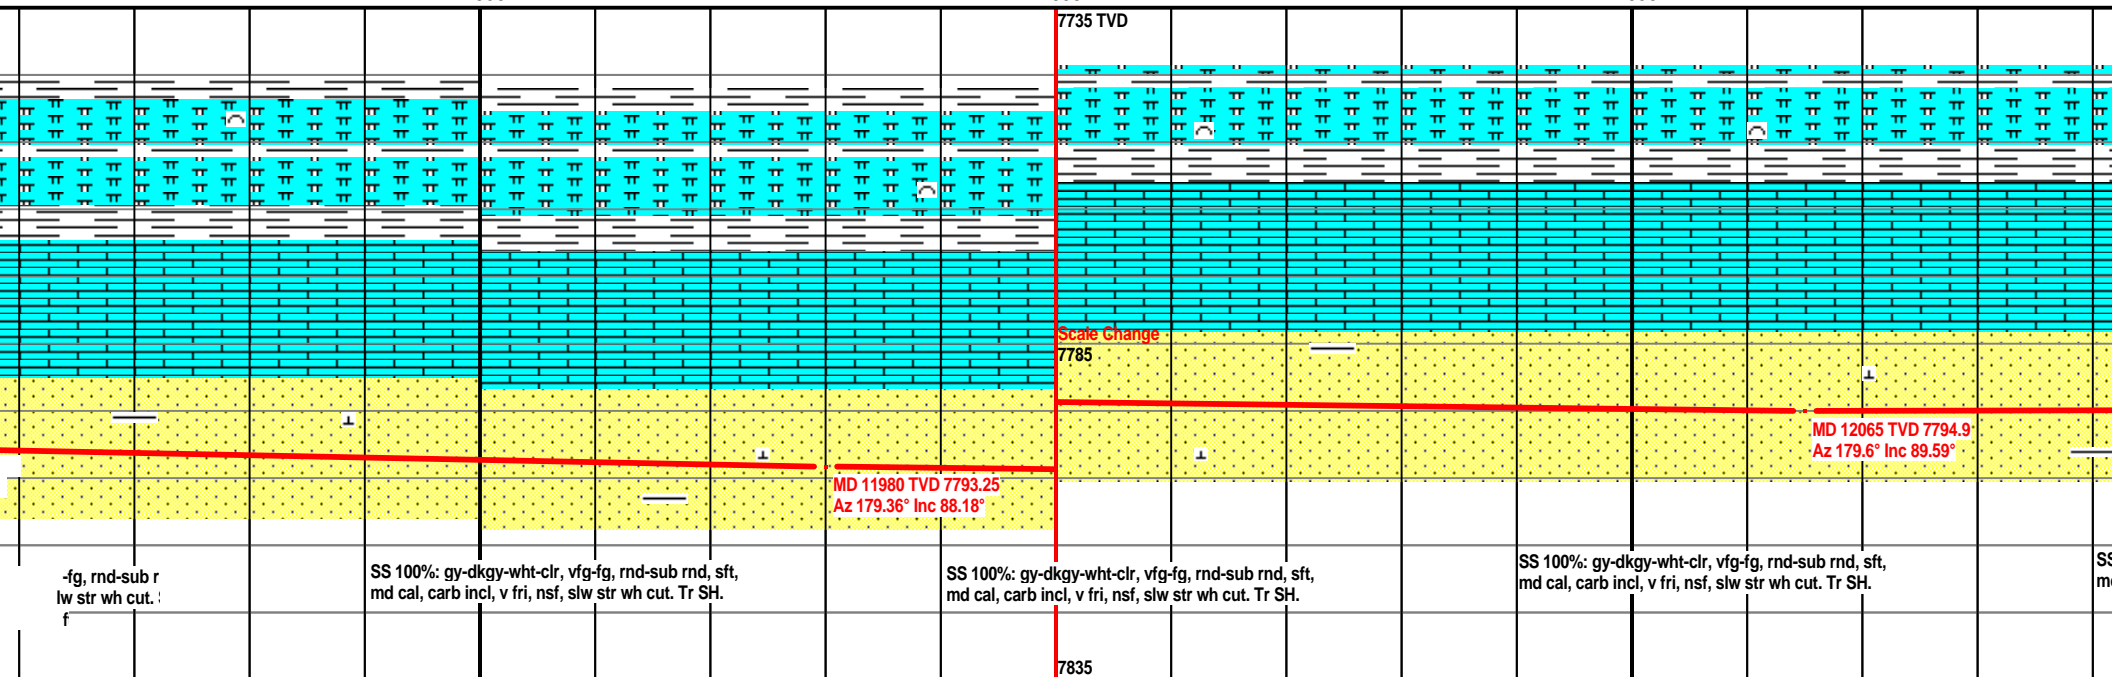 7735 TVD
Scale Change
7785
MD 12065 TVD 7794.9'
Az 179.6° Inc 89.59°
MD 11980 TVD 7793.25
Az 179.36° Inc 88.18°
-fg, rnd-sub r
lw str wh cut.
f
SS 100%: gy-dkgy-wht-clr, vfg-fg, rnd-sub rnd, sft,
md cal, carb incl, v fri, nsf, slw str wh cut. Tr SH.
SS 100%: gy-dkgy-wht-clr, vfg-fg, rnd-sub rnd, sft,
md cal, carb incl, v fri, nsf, slw str wh cut. Tr SH.
SS 100%: gy-dkgy-wht-clr, vfg-fg, rnd-sub rnd, sft,
md cal, carb incl, v fri, nsf, slw str wh cut. Tr SH.
7835